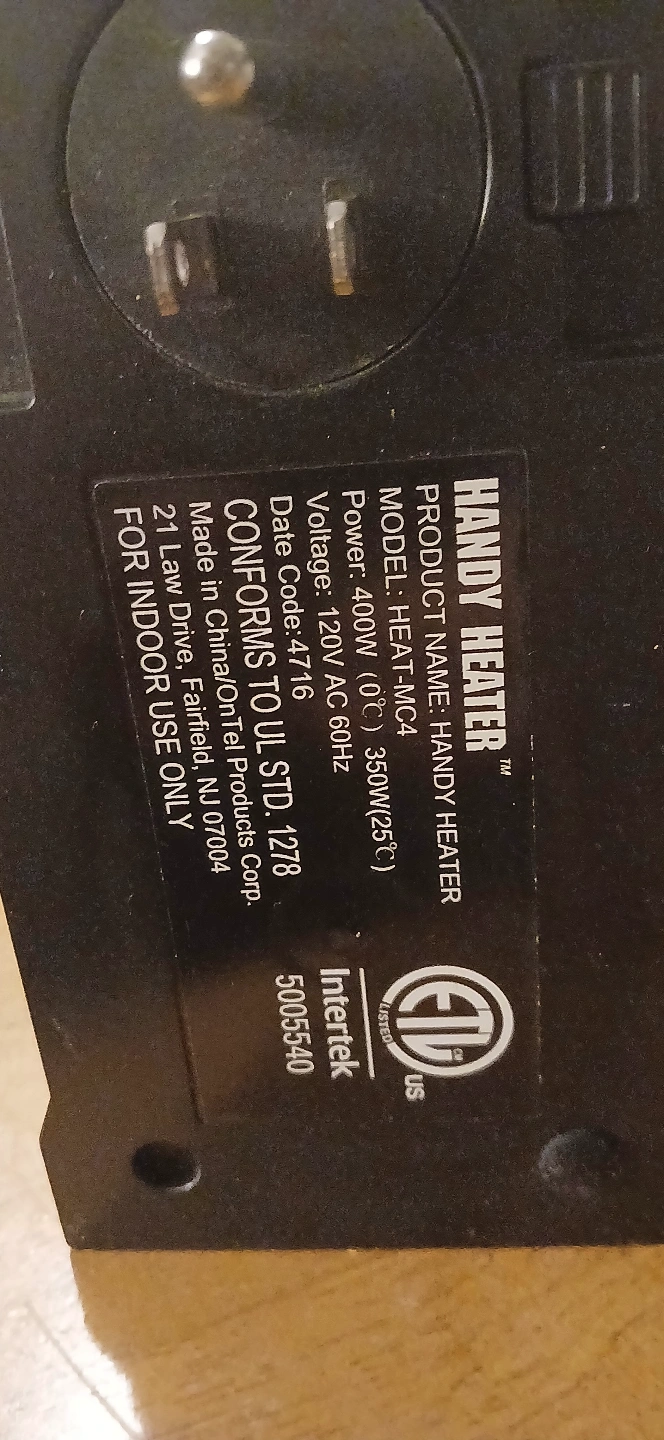 HANDY HEATER™
PRODUCT NAME: HANDY HEATER
MODEL: HEAT-MC4
Power: 400W (0℃) 350W(25℃)
Voltage: 120V AC 60Hz
Date Code:4716
CONFORMS TO UL STD. 1278
Made in China/OnTel Products Corp.
21 Law Drive, Fairfield, NJ 07004
FOR INDOOR USE ONLY
ETL CM
LISTED
US
Intertek
5005540